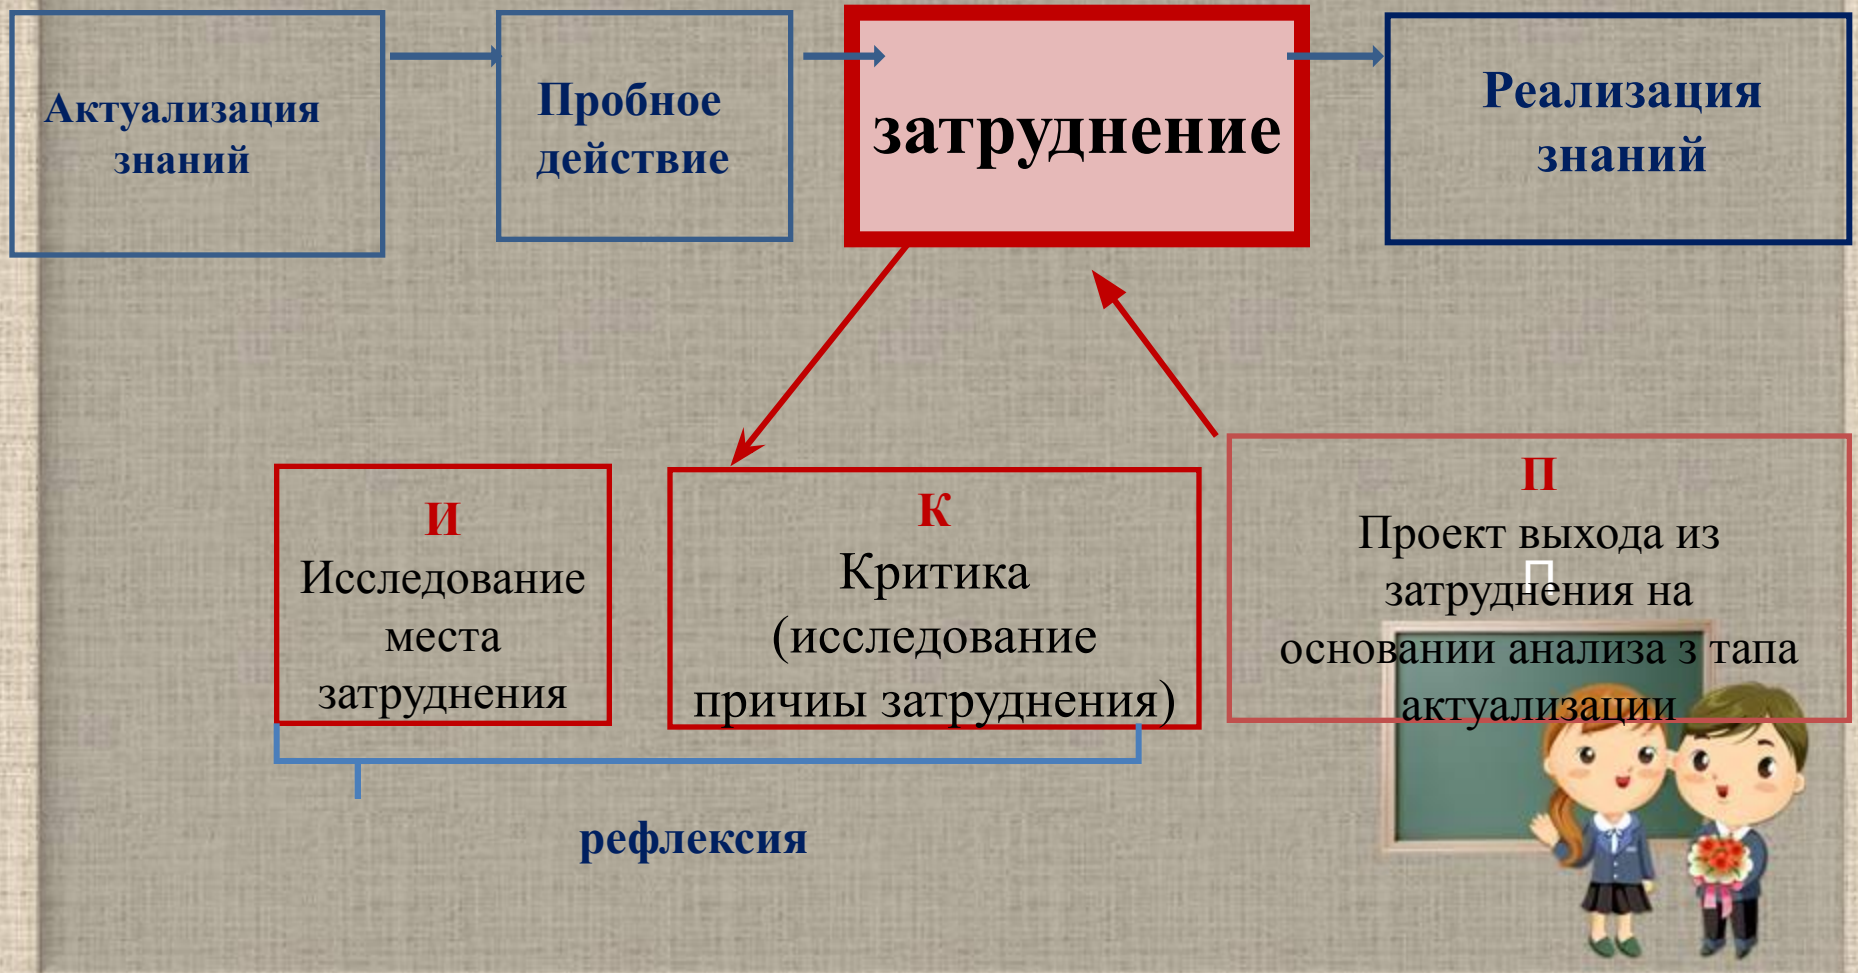 Актуализация
знаний
Пробное
действие
затруднение
Реализация
знаний
И
Исследование
места
затруднения
К
Критика
(исследование
причиы затруднения)
П
Проект выхода из
затруднения на
основании анализа з тапа
актуализации
П
рефлексия